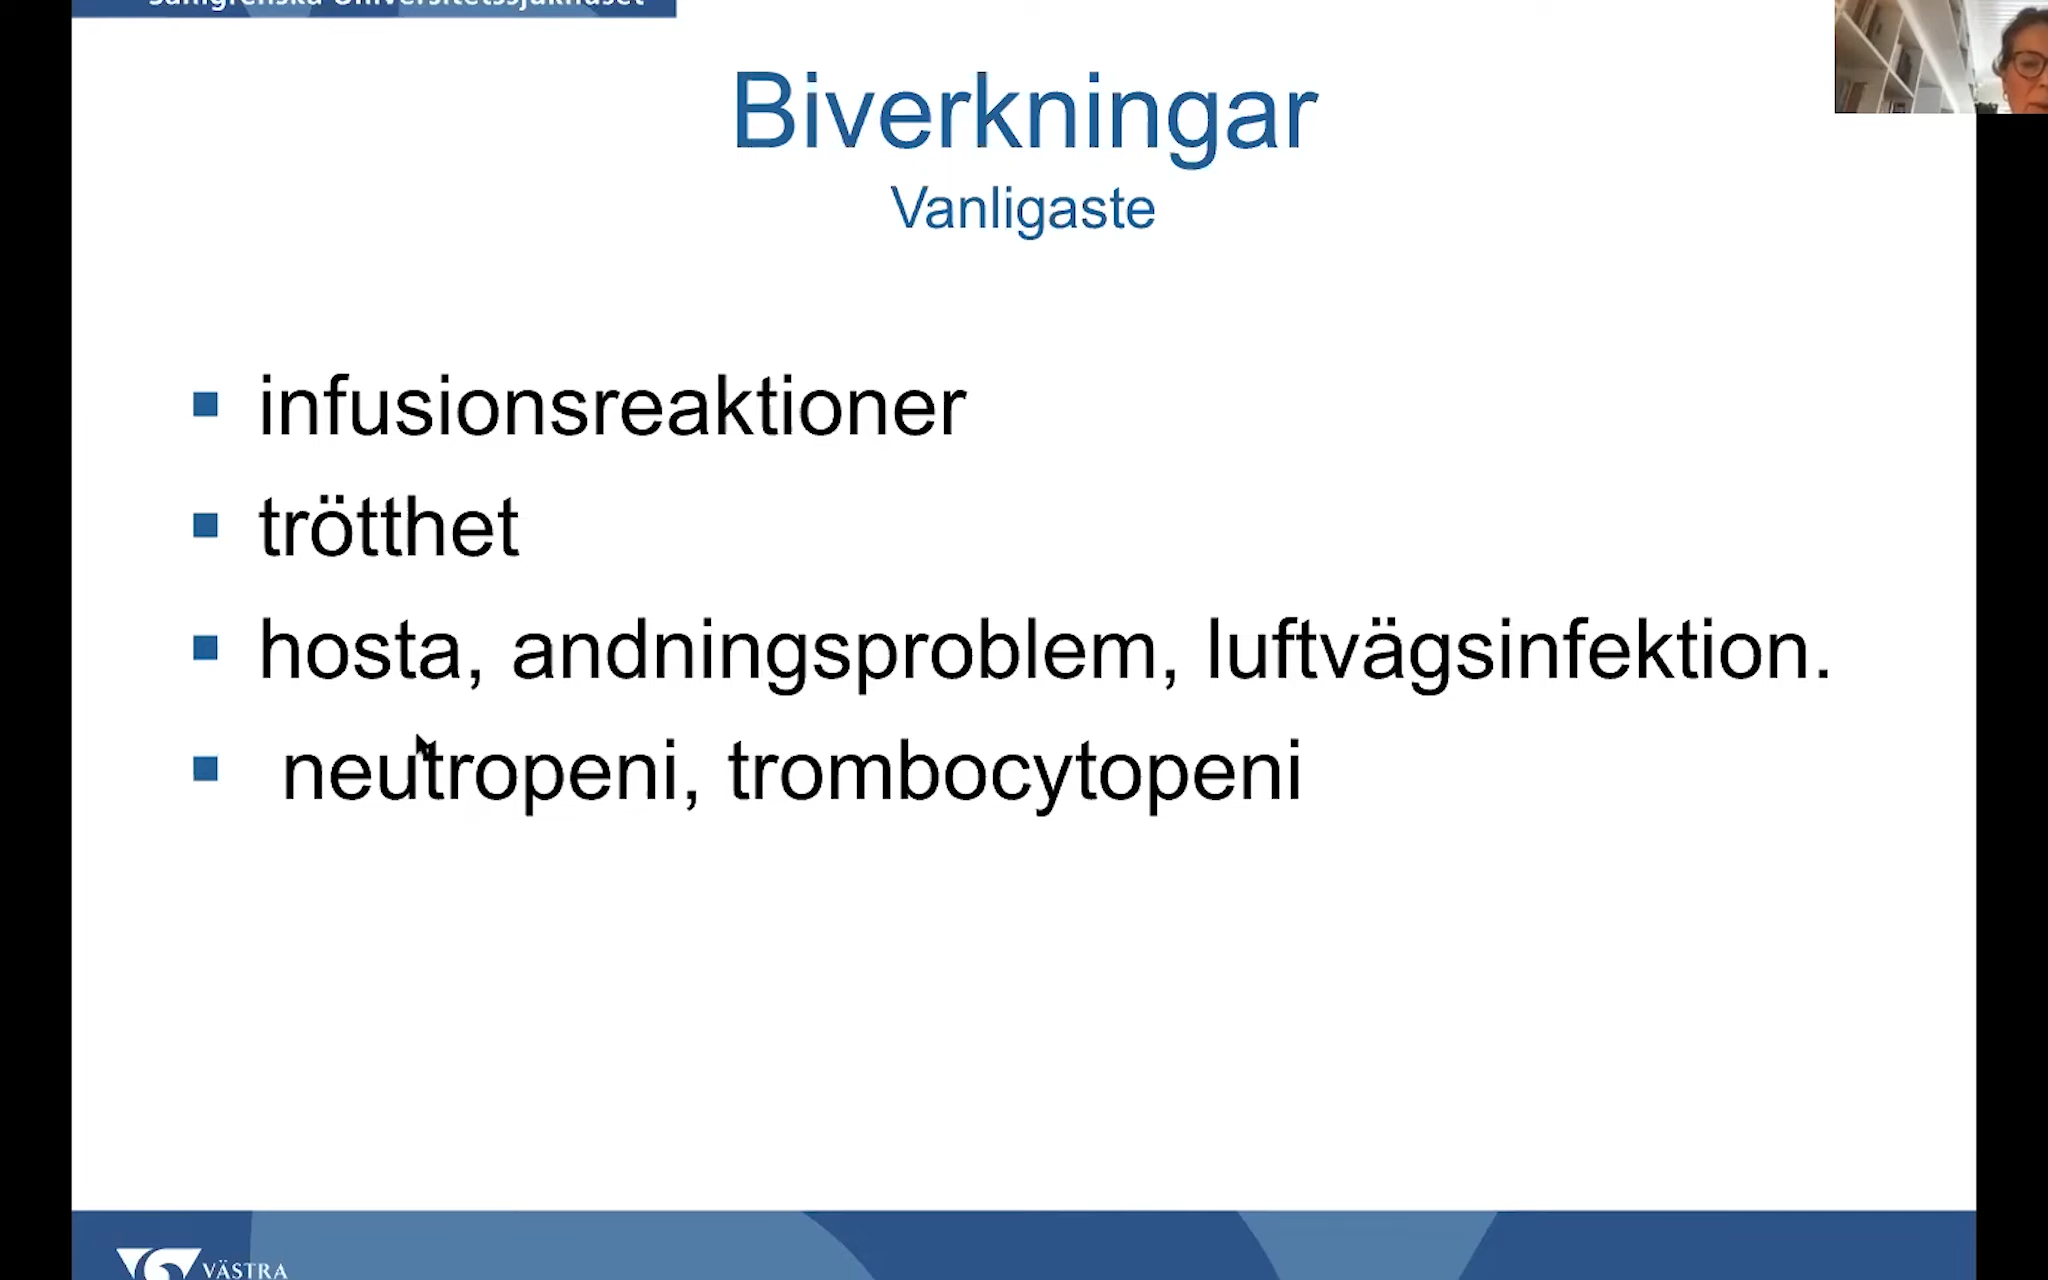 Sahlgrenska Universitetssjukhuset
Biverkningar
Vanligaste
infusionsreaktioner
trötthet
hosta, andningsproblem, luftvägsinfektion.
neutropeni, trombocytopeni
VÄSTRA